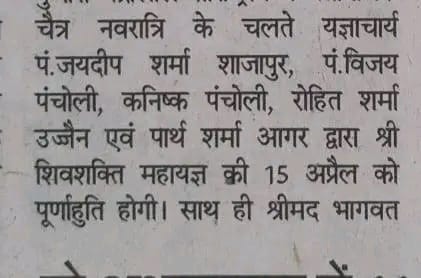 चैत्र नवरात्रि के चलते यज्ञाचार्य
पं.जयदीप शर्मा शाजापुर, पं.विजय
पंचोली, कनिष्क पंचोली, रोहित शर्मा
उज्जैन एवं पार्थ शर्मा आगर द्वारा श्री
शिवशक्ति महायज्ञ की 15 अप्रैल को
पूर्णाहुति होगी। साथ ही श्रीमद भागवत